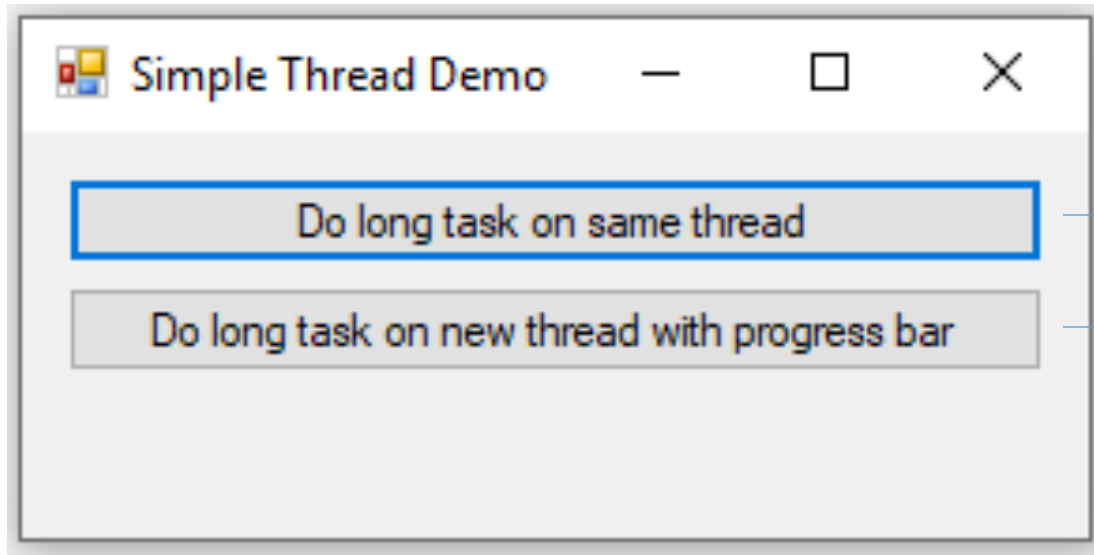 Simple Thread Demo
Do long task on same thread
Do long task on new thread with progress bar